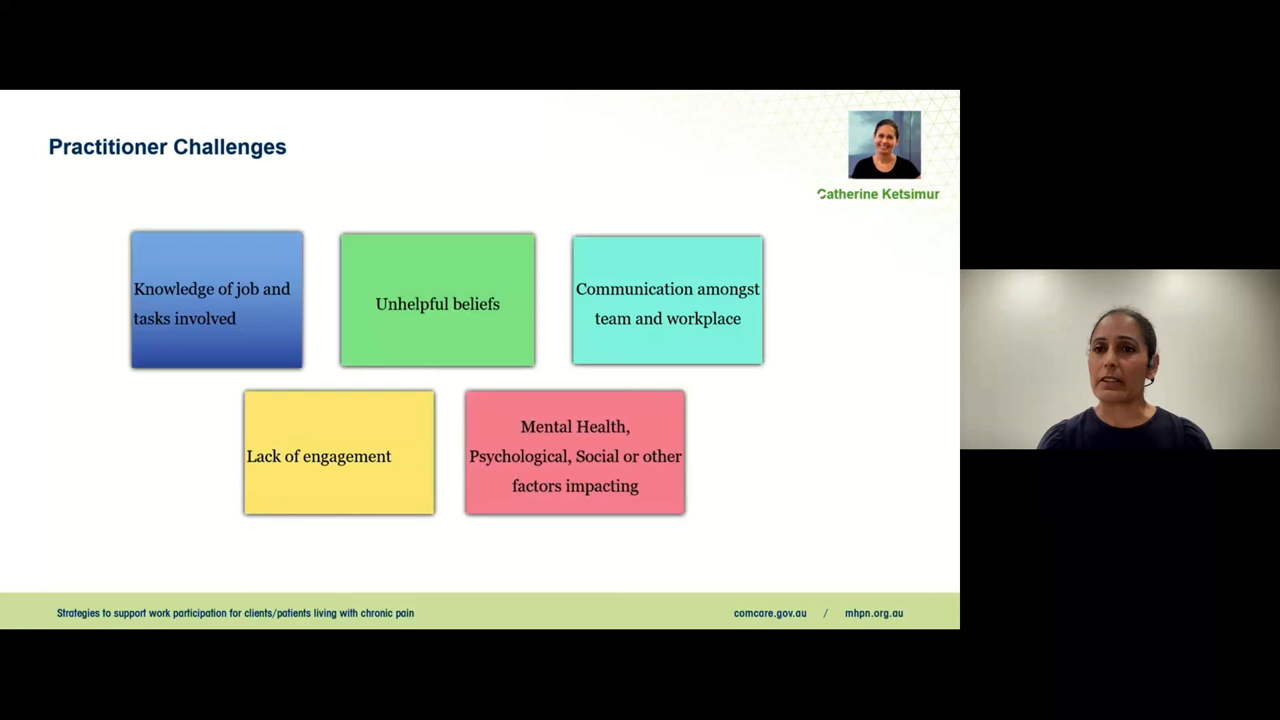 Practitioner Challenges
Catherine Ketsimur
Knowledge of job and
tasks involved
Unhelpful beliefs
Communication amongst
team and workplace
Lack of engagement
Mental Health,
Psychological, Social or other
factors impacting
Strategies to support work participation for clients/patients living with chronic pain
comcare.gov.au / mhpn.org.au